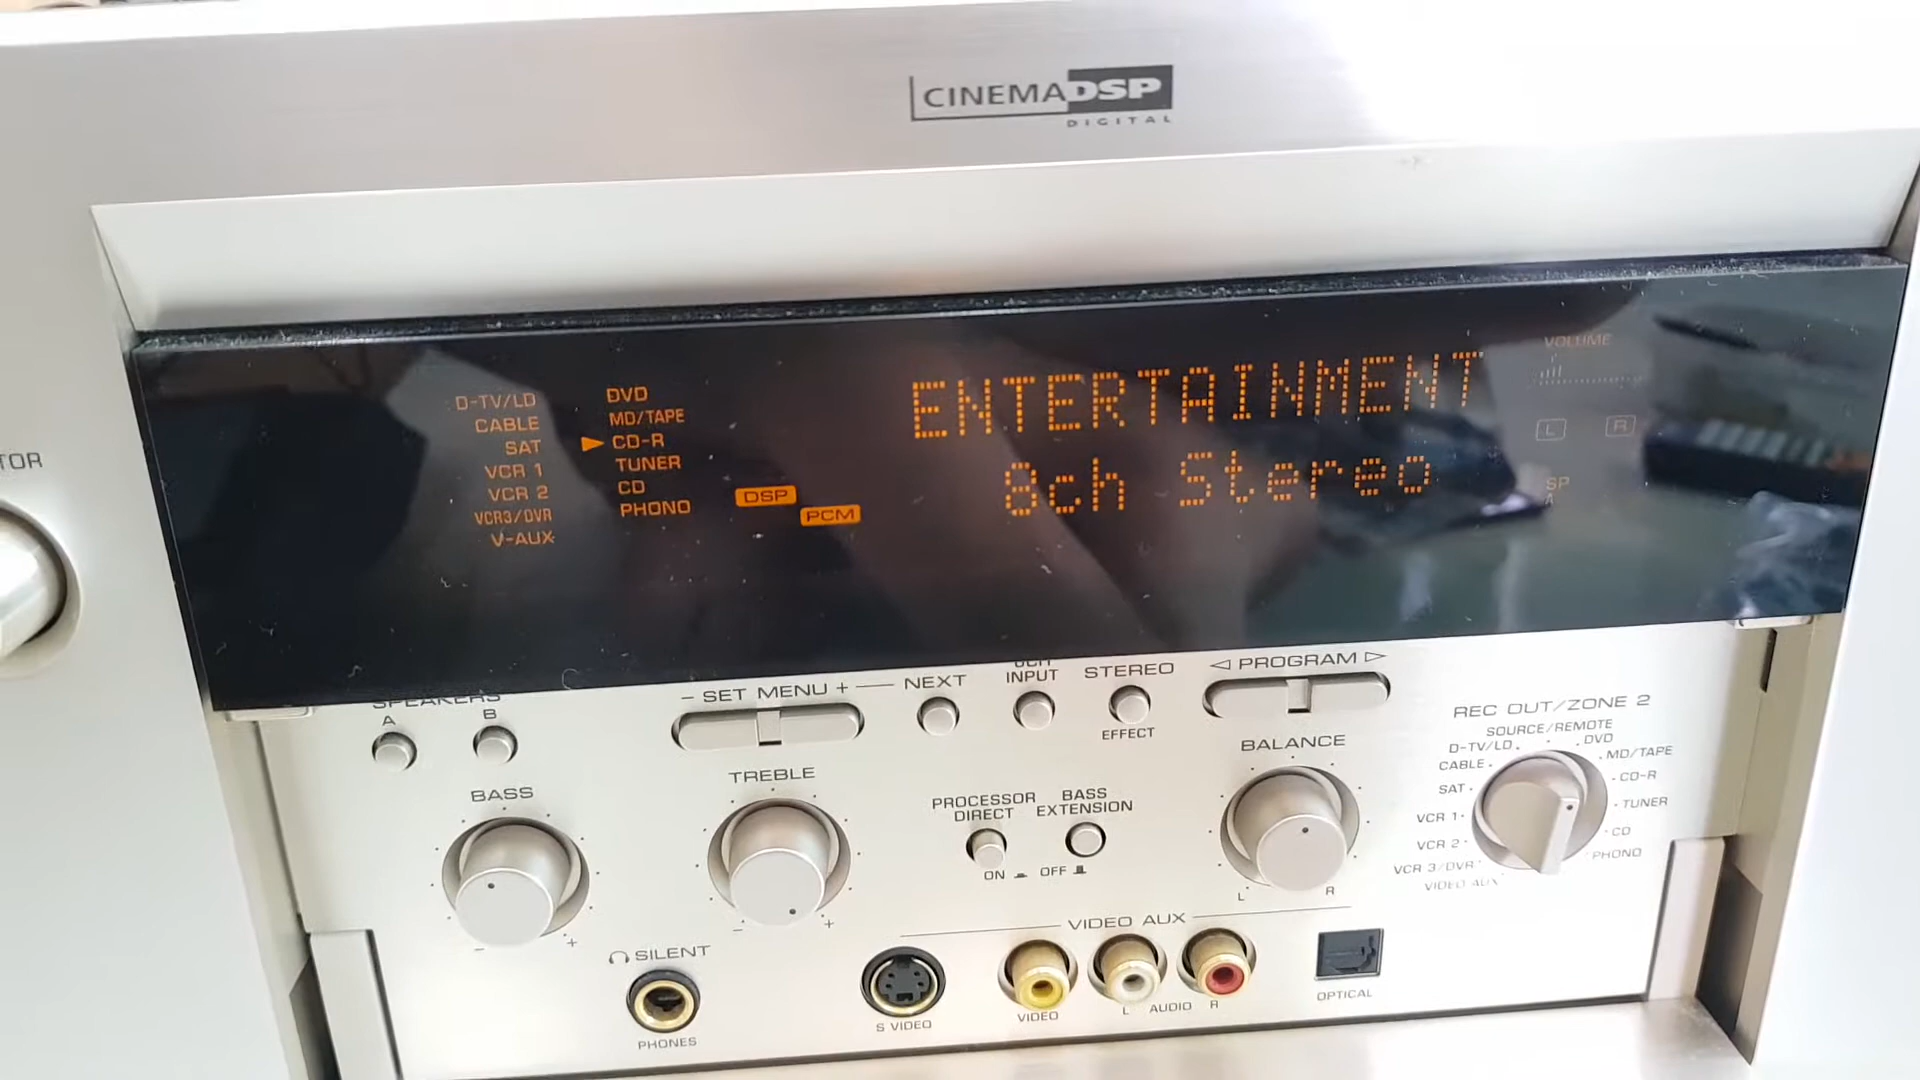 CINEMA DSP
DIGITAL
TOR
D-TV/LD
CABLE
SAT
VCR 1
VCR 2
VCR3/DVR
V-AUX
DVD
MD/TAPE
CD-R
TUNER
CD
PHONO
DSP
PCM
ENTERTAINMENT
8ch Stereo
VOLUME
L R
SP
A
SPEAKERS
A B
- SET MENU +
NEXT
INPUT
STEREO
EFFECT
PROGRAM
BASS
- +
TREBLE
- +
PROCESSOR
DIRECT
BASS
EXTENSION
ON OFF
BALANCE
L R
REC OUT/ZONE 2
SOURCE/REMOTE
D-TV/LD
CABLE
SAT
VCR 1
VCR 2
VCR 3/DVR
VIDEO AUX
DVD
MD/TAPE
CD-R
TUNER
CD
PHONO
SILENT
PHONES
VIDEO AUX
S VIDEO
VIDEO
L AUDIO R
OPTICAL